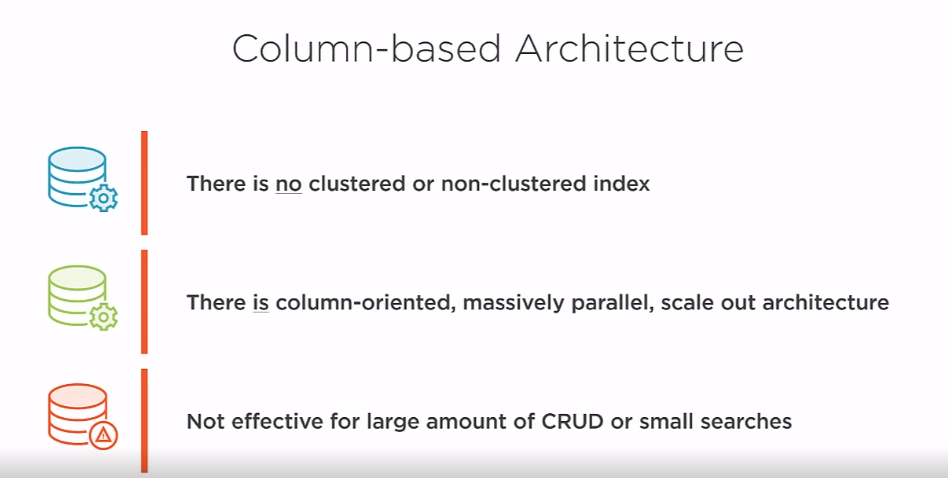 Column-based Architecture
There is no clustered or non-clustered index
There is column-oriented, massively parallel, scale out architecture
Not effective for large amount of CRUD or small searches